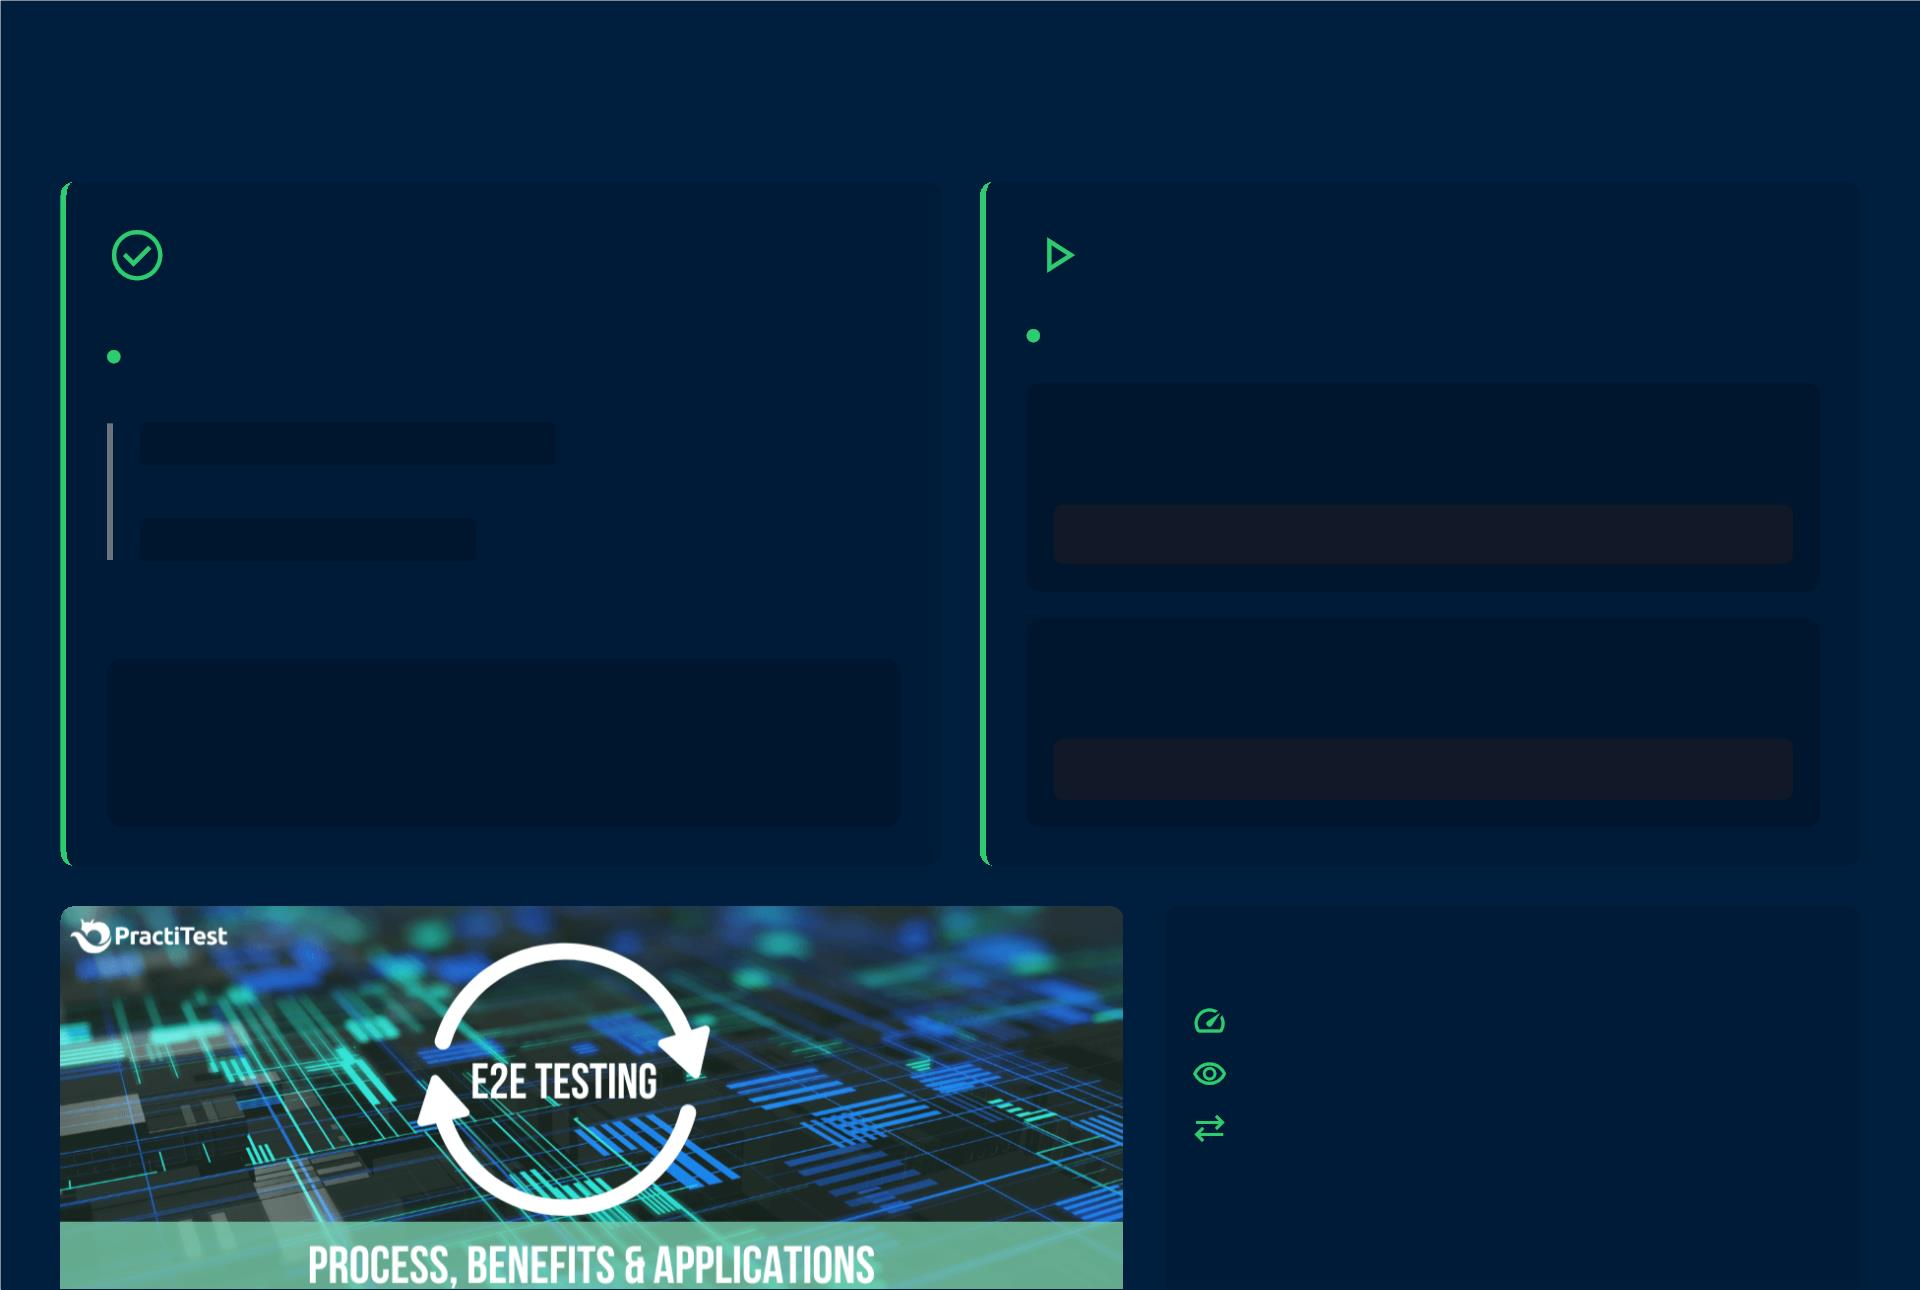 PractiTest
E2E TESTING
PROCESS, BENEFITS & APPLICATIONS